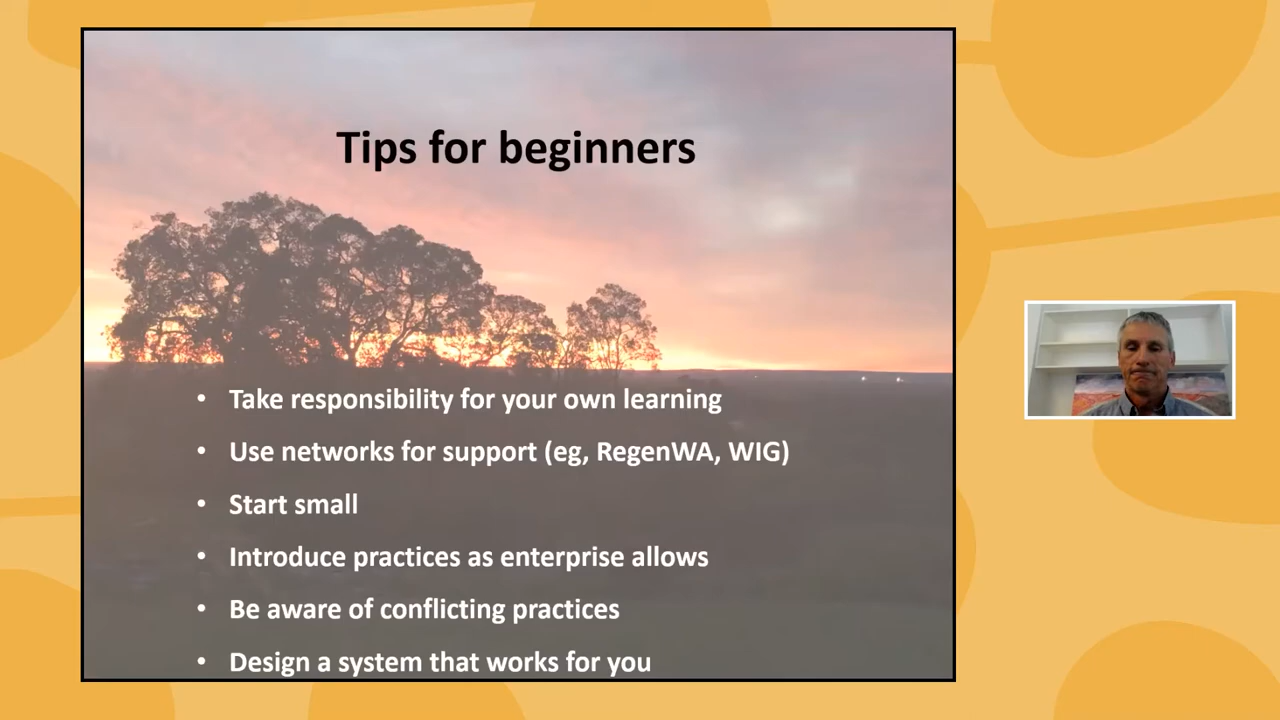 Tips for beginners
• Take responsibility for your own learning
• Use networks for support (eg, RegenWA, WIG)
• Start small
• Introduce practices as enterprise allows
• Be aware of conflicting practices
• Design a system that works for you